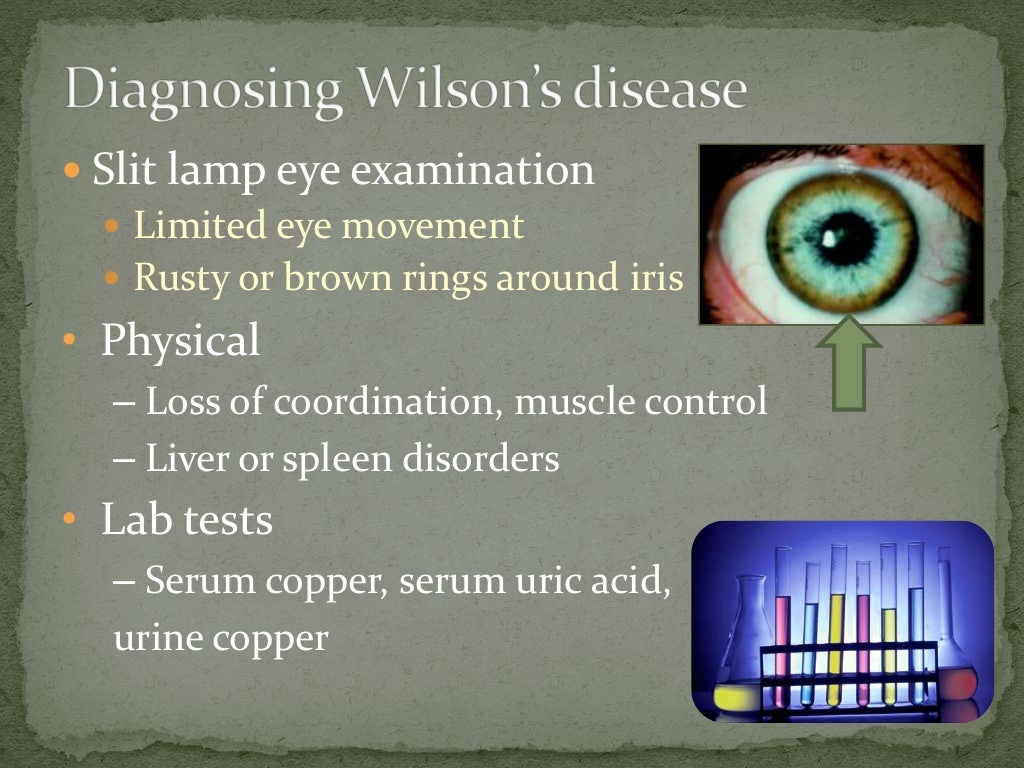 Diagnosing Wilson's disease
• Slit lamp eye examination
• Limited eye movement
• Rusty or brown rings around iris
• Physical
– Loss of coordination, muscle control
– Liver or spleen disorders
• Lab tests
– Serum copper, serum uric acid,
urine copper